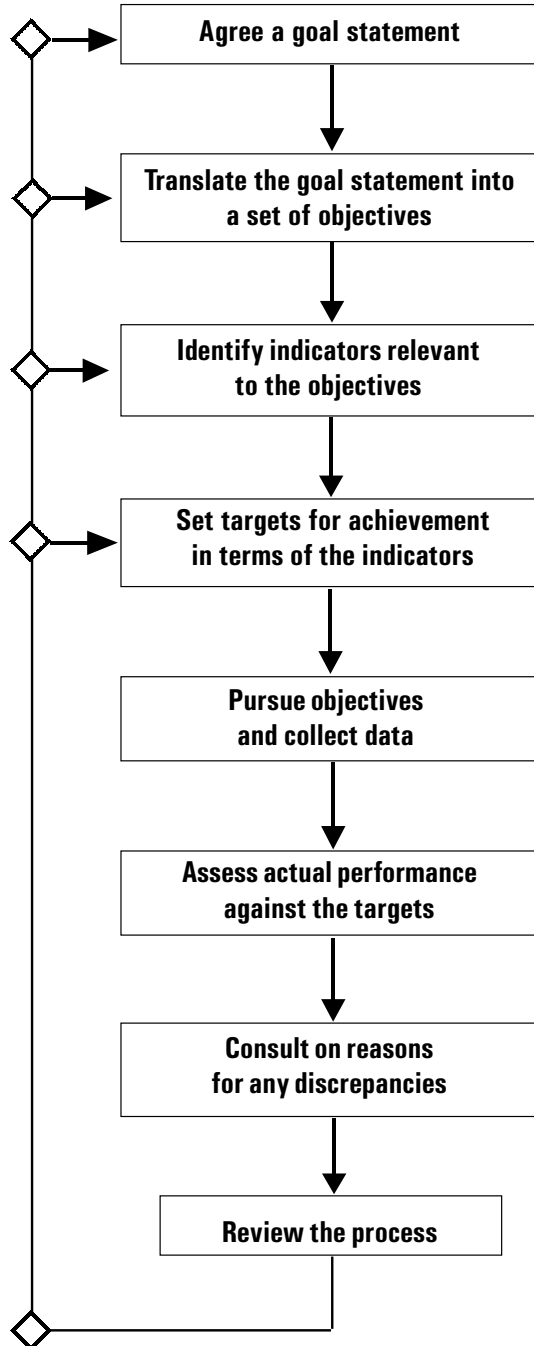 Agree a goal statement
Translate the goal statement into
a set of objectives
Identify indicators relevant
to the objectives
Set targets for achievement
in terms of the indicators
Pursue objectives
and collect data
Assess actual performance
against the targets
Consult on reasons
for any discrepancies
Review the process